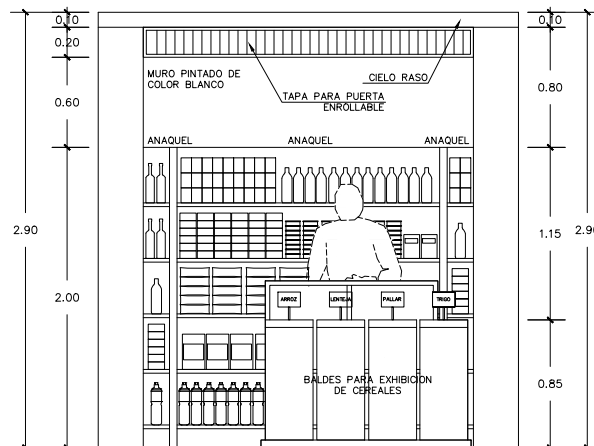 0.10
0.10
0.20
MURO PINTADO DE
COLOR BLANCO
CIELO RASO
0.80
TAPA PARA PUERTA
ENROLLABLE
0.60
ANAQUEL
ANAQUEL
ANAQUEL
2.90
1.15
2.90
2.00
ARROZ
LENTEJA
PALLAR
TRIGO
BALDES PARA EXHIBICION
DE CEREALES
0.85